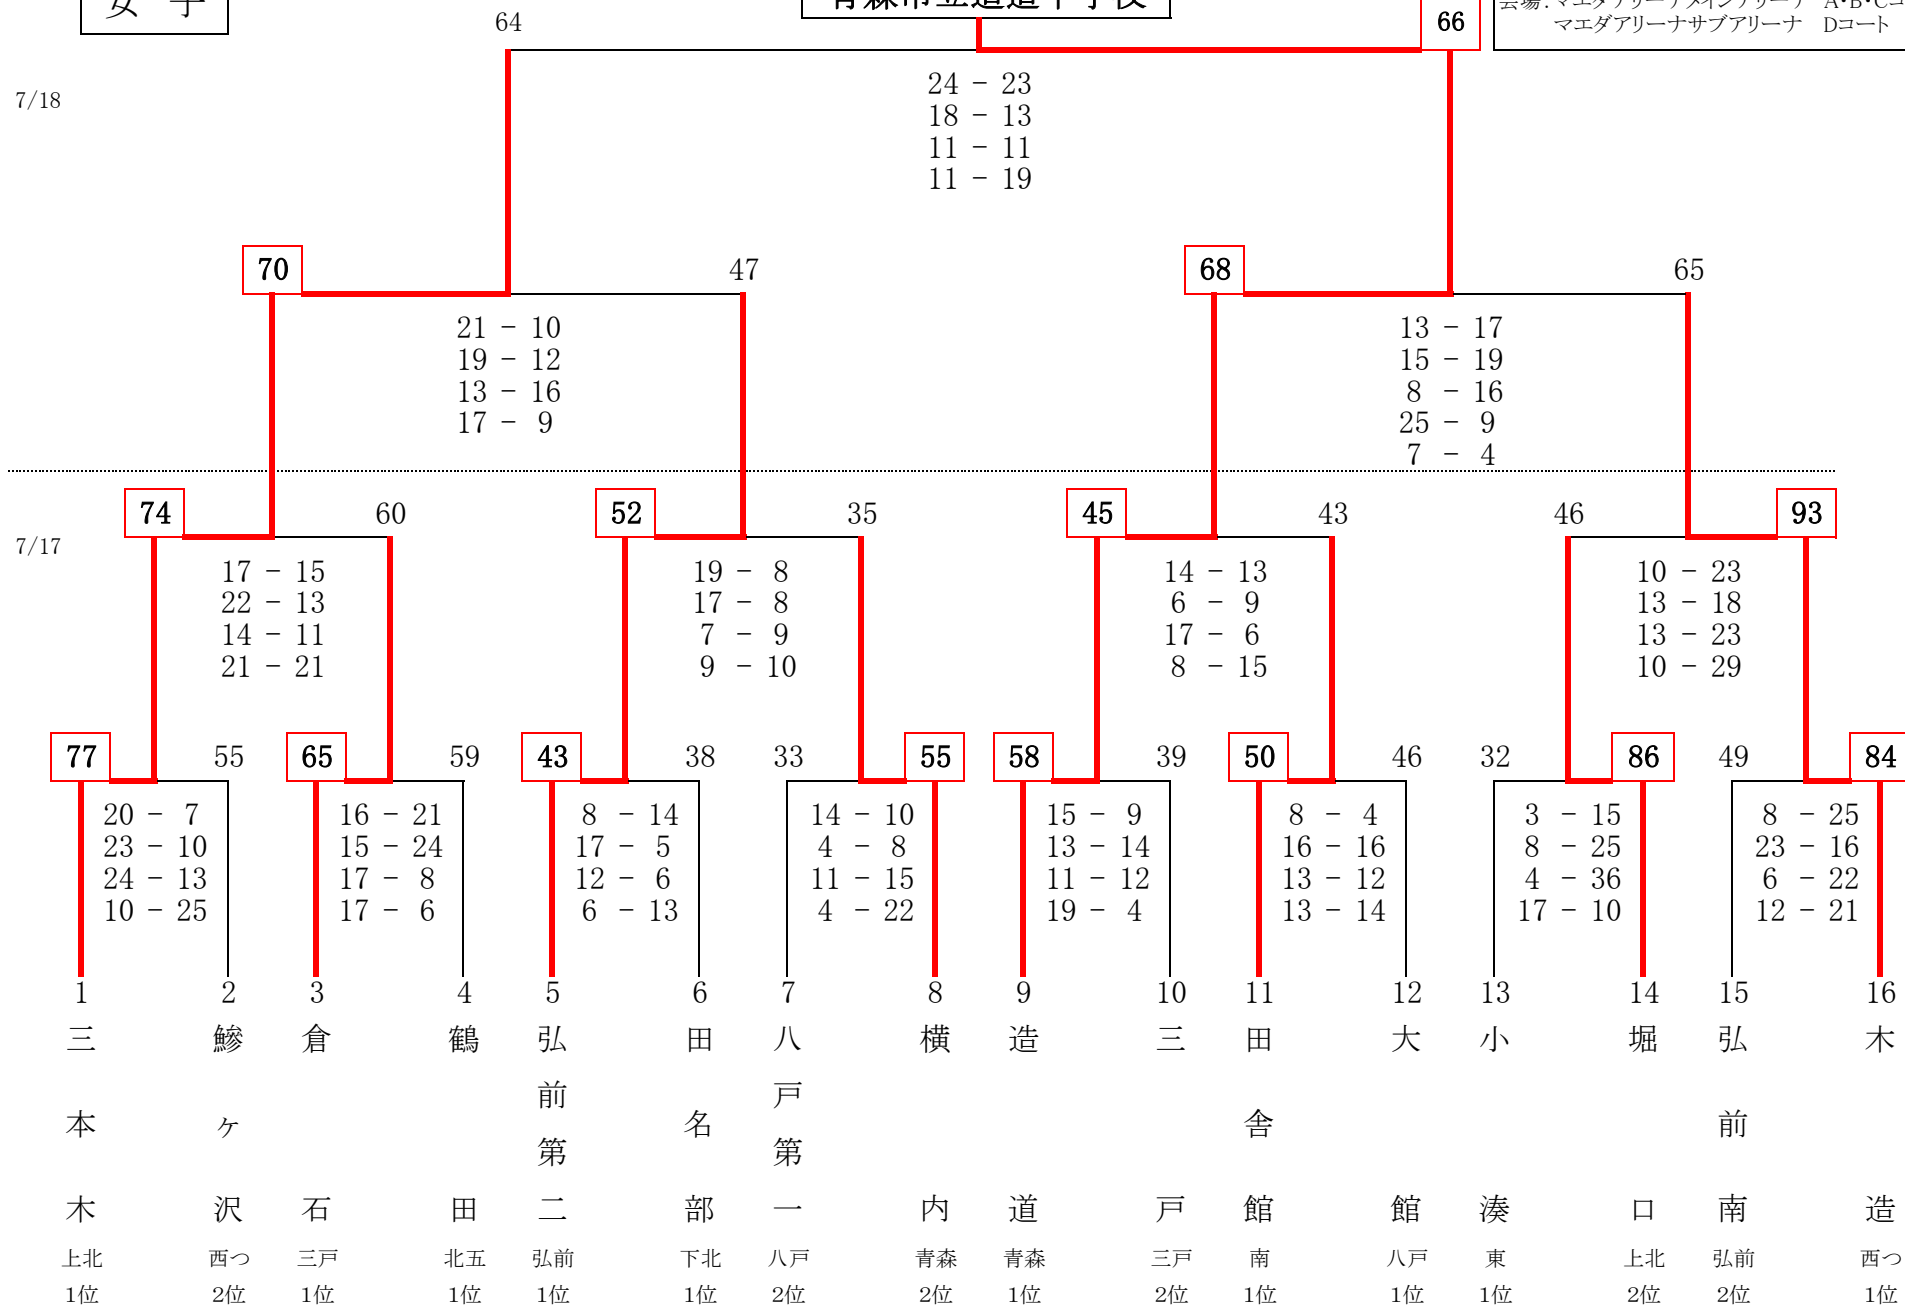 女 子
青森市立造道中学校
会場:マエダアリーナメインアリーナ A・B・Cコ
マエダアリーナサブアリーナ Dコート
64
66
7/18
24 - 23
18 - 13
11 - 11
11 - 19
70
47
68
65
21 - 10
19 - 12
13 - 16
17 - 9
13 - 17
15 - 19
8 - 16
25 - 9
7 - 4
7/17
74
60
52
35
45
43
46
93
17 - 15
22 - 13
14 - 11
21 - 21
19 - 8
17 - 8
7 - 9
9 - 10
14 - 13
6 - 9
17 - 6
8 - 15
10 - 23
13 - 18
13 - 23
10 - 29
77
55
65
59
43
38
33
55
58
39
50
46
32
86
49
84
20 - 7
23 - 10
24 - 13
10 - 25
16 - 21
15 - 24
17 - 8
17 - 6
8 - 14
17 - 5
12 - 6
6 - 13
14 - 10
4 - 8
11 - 15
4 - 22
15 - 9
13 - 14
11 - 12
19 - 4
8 - 4
16 - 16
13 - 12
13 - 14
3 - 15
8 - 25
4 - 36
17 - 10
8 - 25
23 - 16
6 - 22
12 - 21
1
三本木
上北
1位
2
鰺ヶ沢
西つ
2位
3
倉石
三戸
1位
4
鶴田
北五
1位
5
弘前第二
弘前
1位
6
田名部
下北
1位
7
八戸第一
八戸
2位
8
横内
青森
2位
9
造道
青森
1位
10
三戸
三戸
2位
11
田舎館
南
1位
12
大館
八戸
1位
13
小湊
東
1位
14
堀口
上北
2位
15
弘前南
弘前
2位
16
木造
西つ
1位